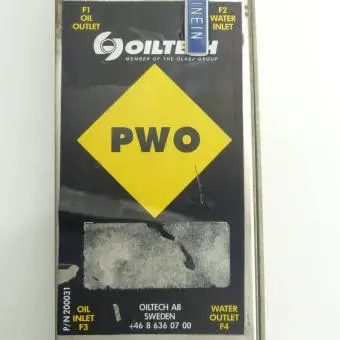 F1
OIL
OUTLET
F2
WATER
INLET
INEIN
OILTECH
MEMBER OF THE OLAER GROUP
PWO
P/N 200031
OIL
INLET
F3
OILTECH AB
SWEDEN
+46 8 636 07 00
WATER
OUTLET
F4